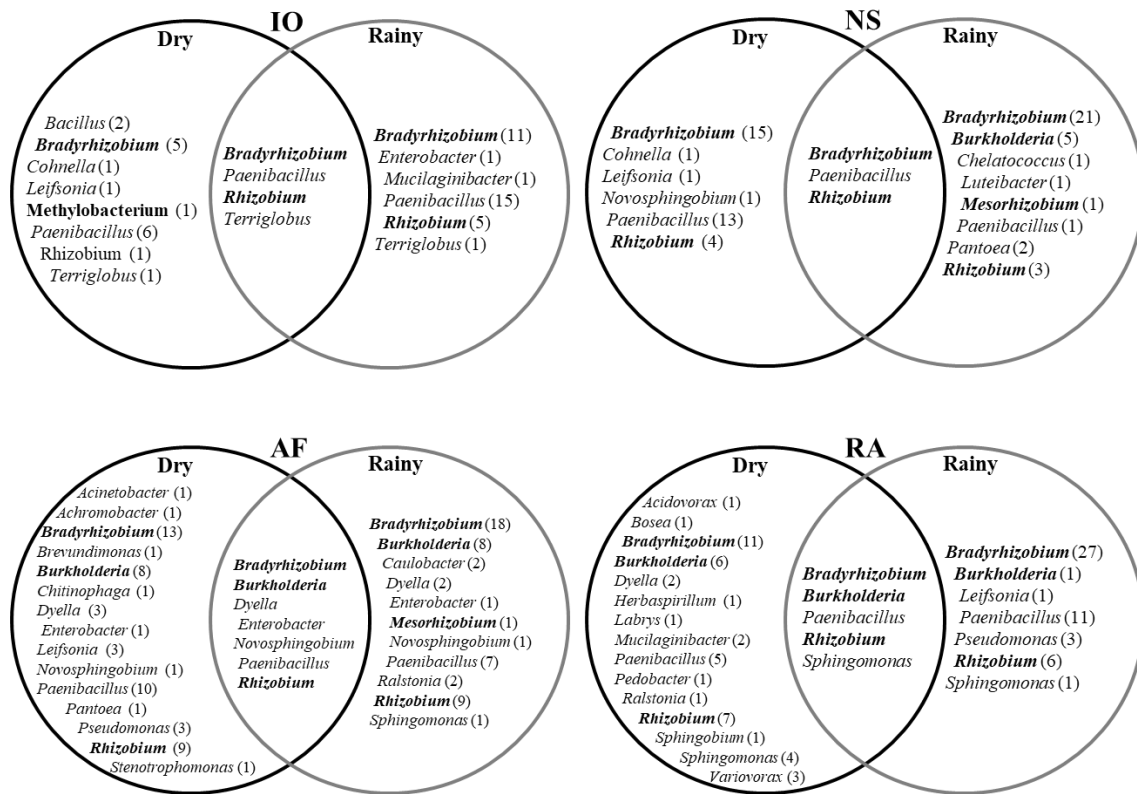 IO
Dry
Rainy
Bacillus (2)
Bradyrhizobium (5)
Cohnella (1)
Leifsonia (1)
Methylobacterium (1)
Paenibacillus (6)
Rhizobium (1)
Terriglobus (1)
Bradyrhizobium
Paenibacillus
Rhizobium
Terriglobus
Bradyrhizobium (11)
Enterobacter (1)
Mucilaginibacter (1)
Paenibacillus (15)
Rhizobium (5)
Terriglobus (1)
NS
Dry
Rainy
Bradyrhizobium (15)
Cohnella (1)
Leifsonia (1)
Novosphingobium (1)
Paenibacillus (13)
Rhizobium (4)
Bradyrhizobium
Paenibacillus
Rhizobium
Bradyrhizobium (21)
Burkholderia (5)
Chelatococcus (1)
Luteibacter (1)
Mesorhizobium (1)
Paenibacillus (1)
Pantoea (2)
Rhizobium (3)
AF
Dry
Rainy
Acinetobacter (1)
Achromobacter (1)
Bradyrhizobium (13)
Brevundimonas (1)
Burkholderia (8)
Chitinophaga (1)
Dyella (3)
Enterobacter (1)
Leifsonia (3)
Novosphingobium (1)
Paenibacillus (10)
Pantoea (1)
Pseudomonas (3)
Rhizobium (9)
Stenotrophomonas (1)
Bradyrhizobium
Burkholderia
Dyella
Enterobacter
Novosphingobium
Paenibacillus
Rhizobium
Bradyrhizobium (18)
Burkholderia (8)
Caulobacter (2)
Dyella (2)
Enterobacter (1)
Mesorhizobium (1)
Novosphingobium (1)
Paenibacillus (7)
Ralstonia (2)
Rhizobium (9)
Sphingomonas (1)
RA
Dry
Rainy
Acidovorax (1)
Bosea (1)
Bradyrhizobium (11)
Burkholderia (6)
Dyella (2)
Herbaspirillum (1)
Labrys (1)
Mucilaginibacter (2)
Paenibacillus (5)
Pedobacter (1)
Ralstonia (1)
Rhizobium (7)
Sphingobium (1)
Sphingomonas (4)
Variovorax (3)
Bradyrhizobium
Burkholderia
Paenibacillus
Rhizobium
Sphingomonas
Bradyrhizobium (27)
Burkholderia (1)
Leifsonia (1)
Paenibacillus (11)
Pseudomonas (3)
Rhizobium (6)
Sphingomonas (1)